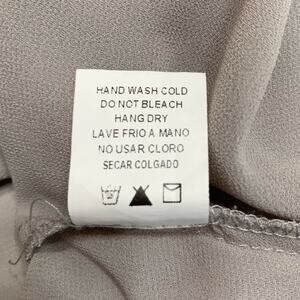 HAND WASH COLD
DO NOT BLEACH
HANG DRY
LAVE FRIO A MANO
NO USAR CLORO
SECAR COLGADO